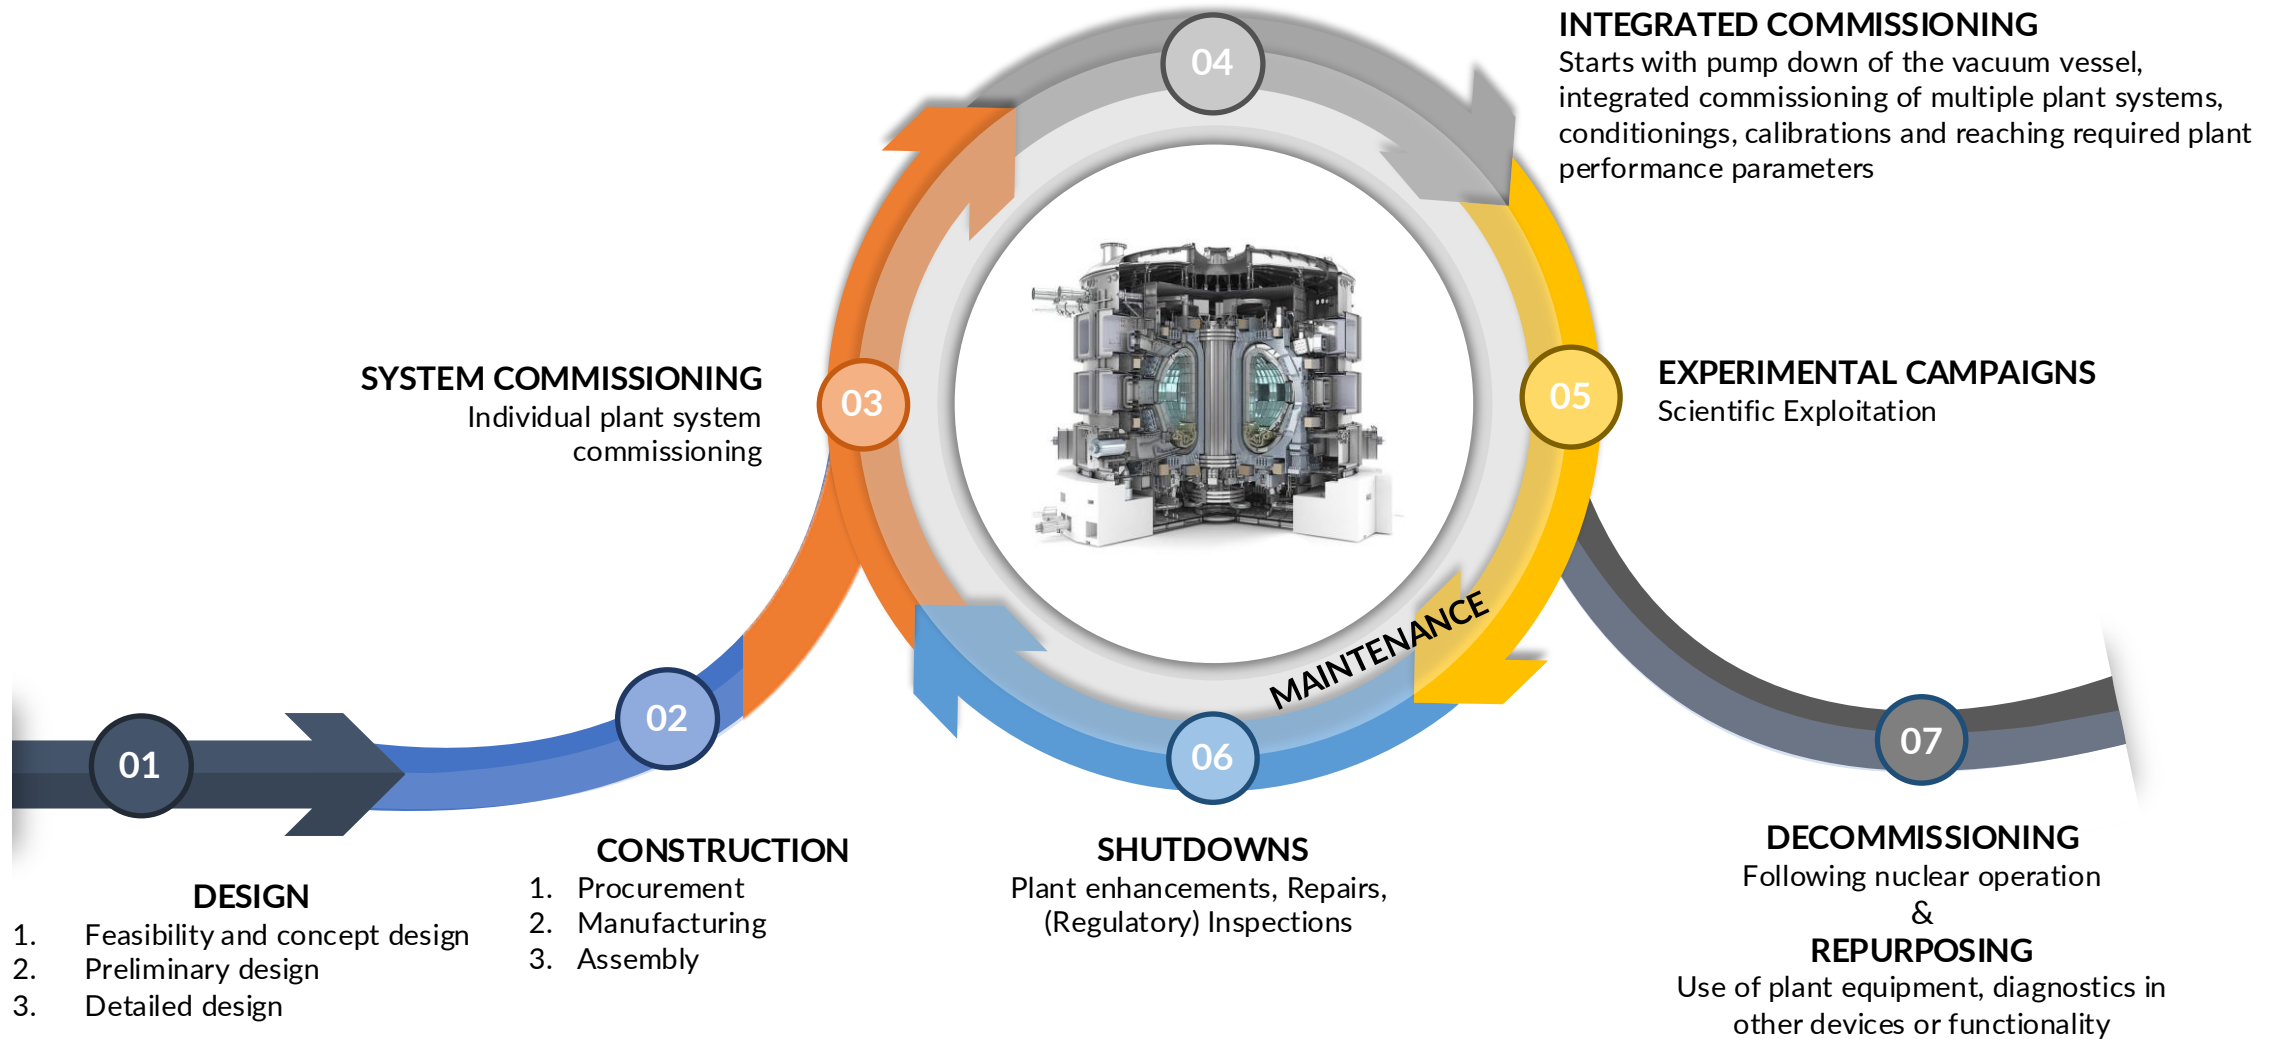 04
INTEGRATED COMMISSIONING
Starts with pump down of the vacuum vessel,
integrated commissioning of multiple plant systems,
conditionings, calibrations and reaching required plant
performance parameters
SYSTEM COMMISSIONING
Individual plant system
commissioning
03
05
EXPERIMENTAL CAMPAIGNS
Scientific Exploitation
MAINTENANCE
01
02
06
07
DESIGN
1. Feasibility and concept design
2. Preliminary design
3. Detailed design
CONSTRUCTION
1. Procurement
2. Manufacturing
3. Assembly
SHUTDOWNS
Plant enhancements, Repairs,
(Regulatory) Inspections
DECOMMISSIONING
Following nuclear operation
&
REPURPOSING
Use of plant equipment, diagnostics in
other devices or functionality